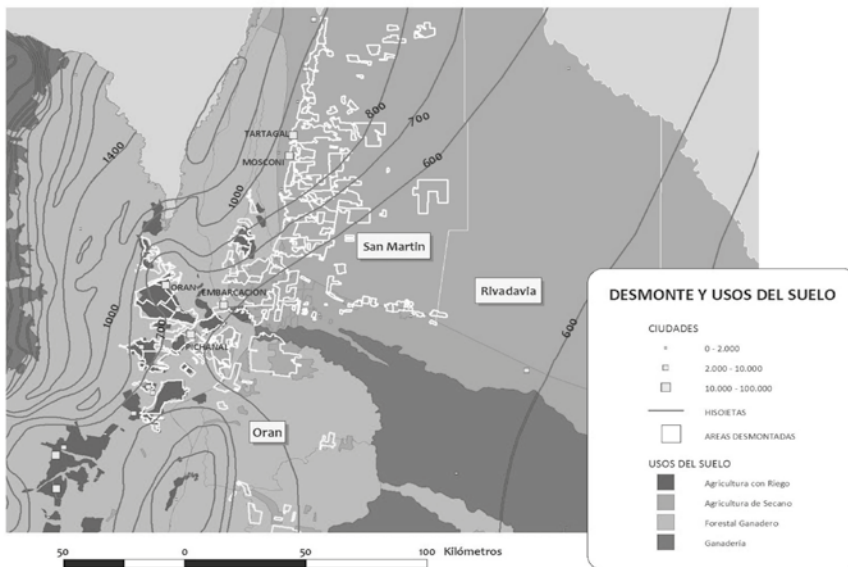 800
700
600
TARTAGAL
MOSCONI
1400
1000
San Martin
ORAN
EMBARCACIÓN
Rivadavia
1000
700
PICHANAL
600
Oran
DESMONTE Y USOS DEL SUELO
CIUDADES
0 - 2.000
2.000 - 10.000
10.000 - 100.000
HISOIETAS
AREAS DESMONTADAS
USOS DEL SUELO
Agricultura con Riego
Agricultura de Secano
Forestal Ganadero
Ganadería
50 0 50 100 Kilómetros